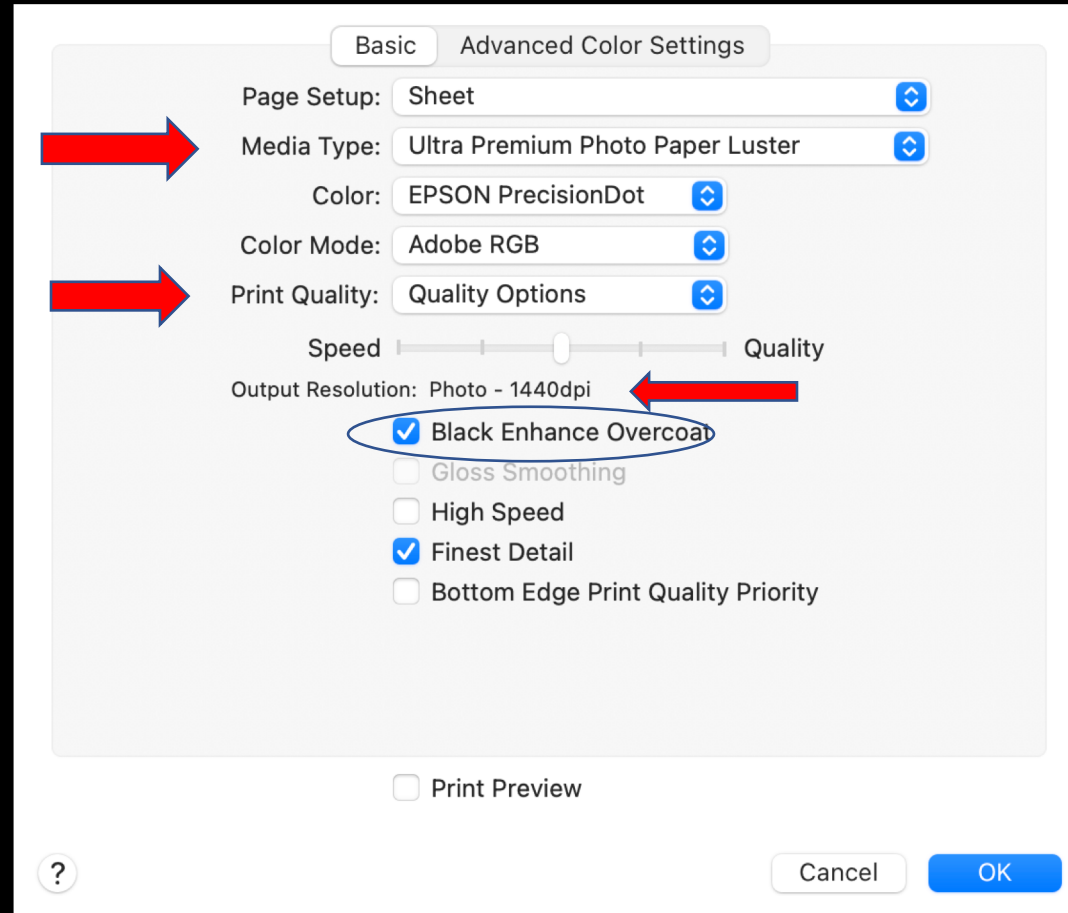 Basic Advanced Color Settings
Page Setup: Sheet
Media Type: Ultra Premium Photo Paper Luster
Color: EPSON PrecisionDot
Color Mode: Adobe RGB
Print Quality: Quality Options
Speed Quality
Output Resolution: Photo - 1440dpi
Black Enhance Overcoat
Gloss Smoothing
High Speed
Finest Detail
Bottom Edge Print Quality Priority
Print Preview
? Cancel OK